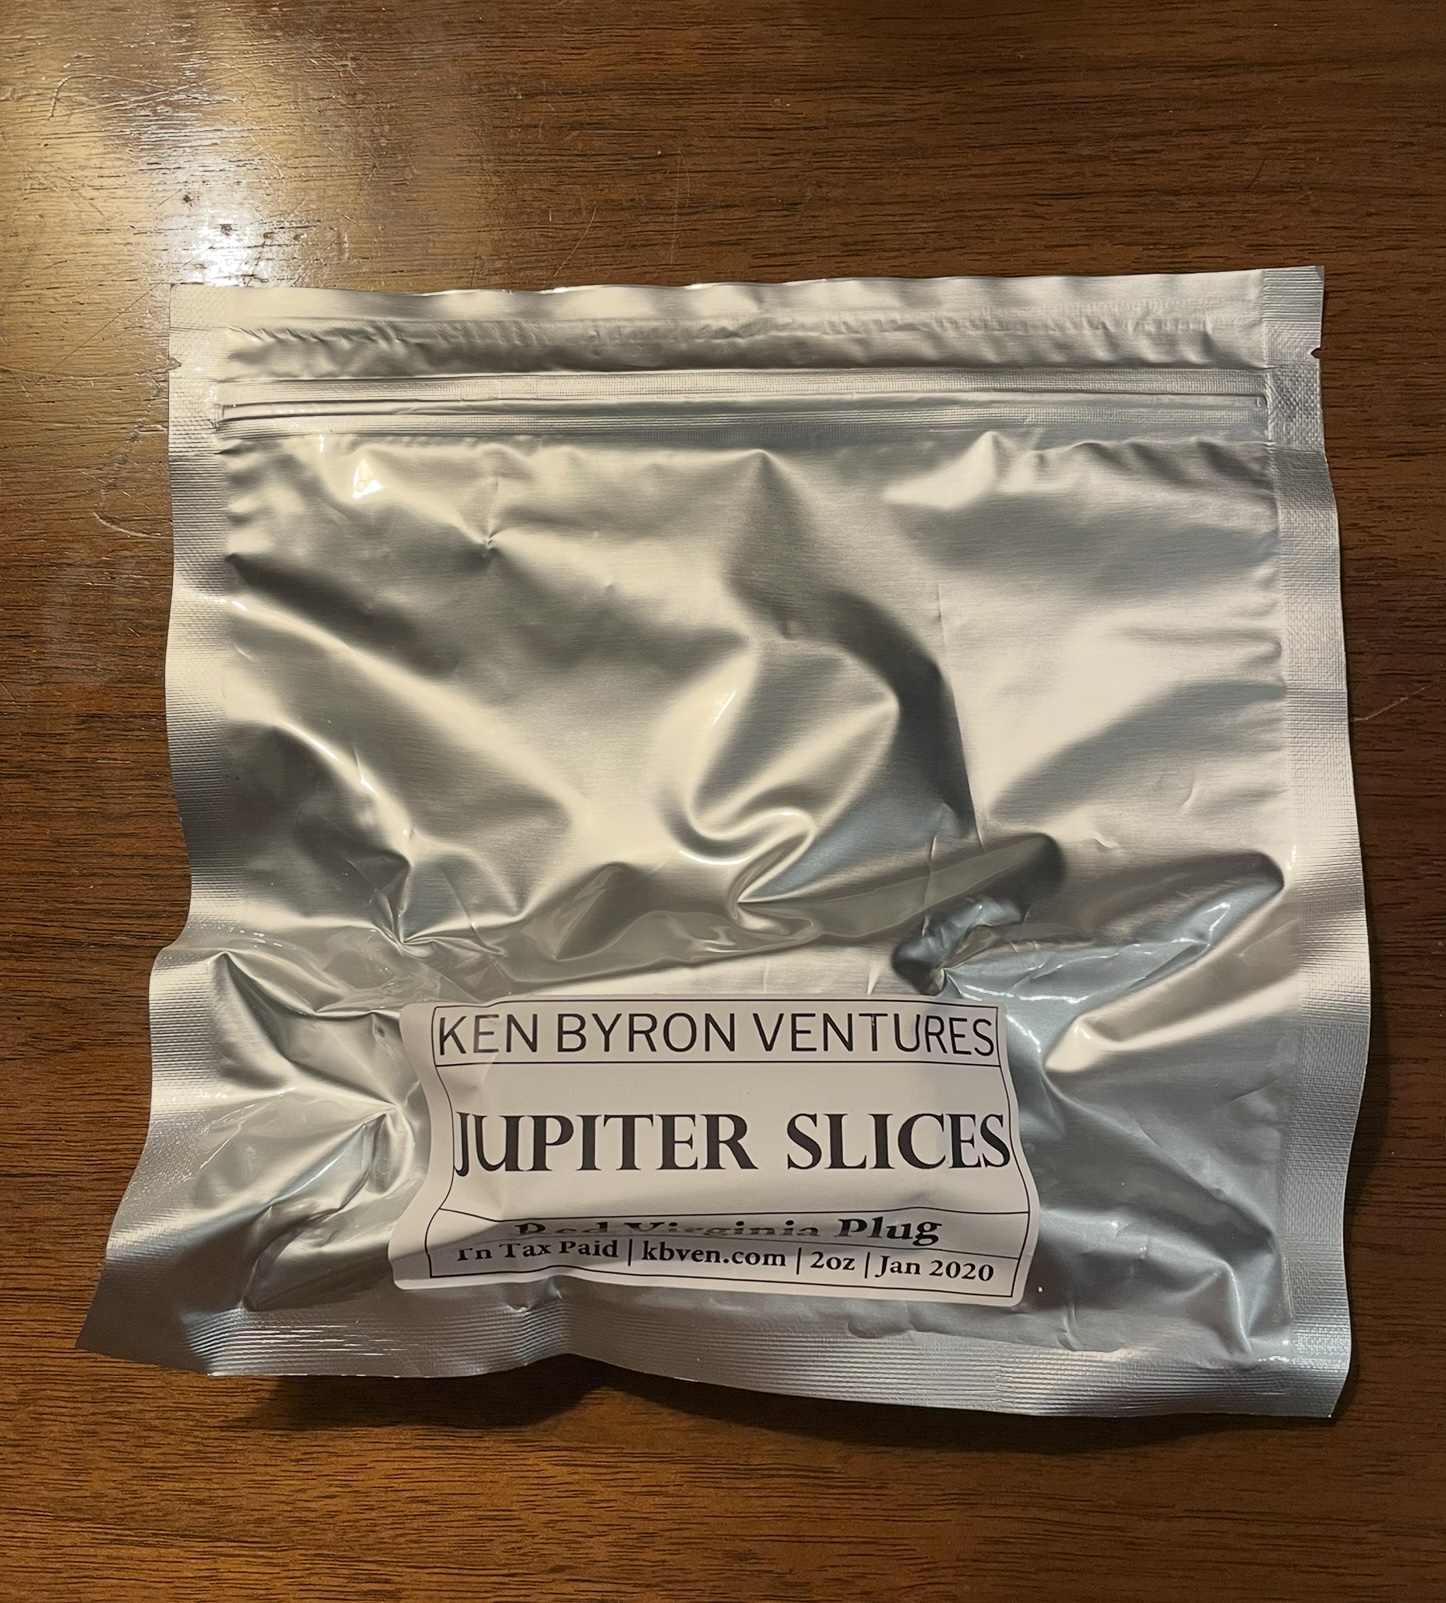 KEN BYRON VENTURES
JUPITER SLICES
Red Virginia Plug
Tn Tax Paid | kbven.com | 2oz | Jan 2020